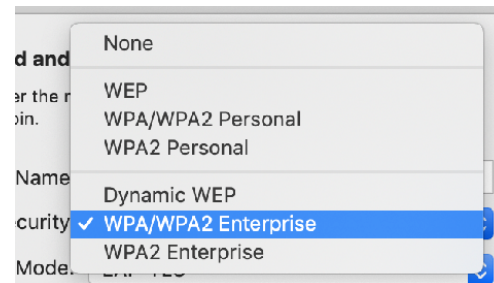 None
d and
WEP
er the n
WPA/WPA2 Personal
oin.
WPA2 Personal
Name
Dynamic WEP
curity
✓ WPA/WPA2 Enterprise
WPA2 Enterprise
Mode: